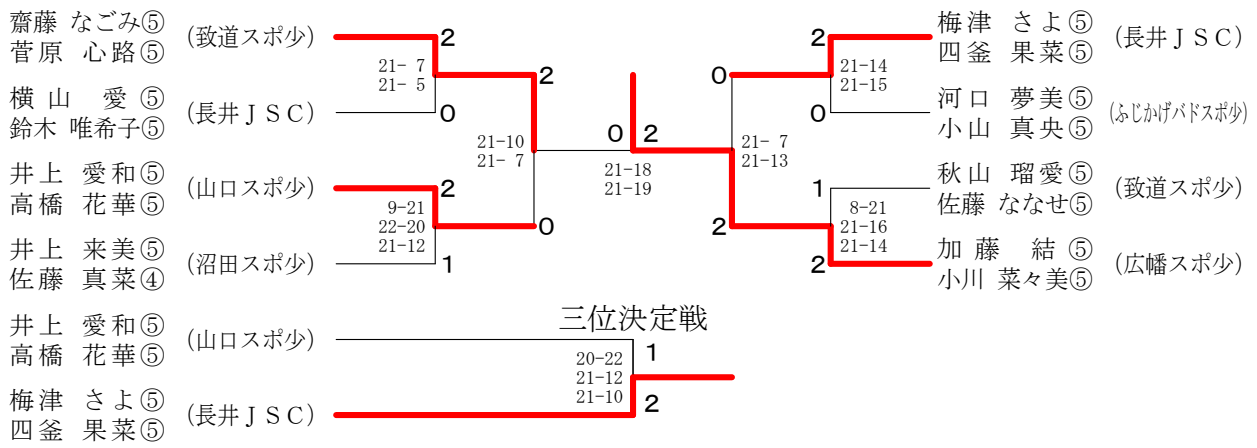 齋藤 なごみ⑤
菅原 心路⑤
(致道スポ少)
2
21- 7
21- 5
横山 愛 ⑤
鈴木 唯希子⑤
(長井ＪSC)
0
2
21-10
21- 7
井上 愛和⑤
高橋 花華⑤
(山口スポ少)
2
9-21
22-20
21-12
0
井上 来美⑤
佐藤 真菜④
(沼田スポ少)
1
0 2
21-18
21-19
梅津 さよ⑤
四釜 果菜⑤
(長井ＪＳＣ)
2
21-14
21-15
0
河口 夢美⑤
小山 真央⑤
(ふじかげバドスポ少)
0
21- 7
21-13
秋山 瑠愛⑤
佐藤 ななせ⑤
(致道スポ少)
1
8-21
21-16
21-14
2
加藤 結 ⑤
小川 菜々美⑤
(広幡スポ少)
2
三位決定戦
井上 愛和⑤
高橋 花華⑤
(山口スポ少)
1
20-22
21-12
21-10
2
梅津 さよ⑤
四釜 果菜⑤
(長井ＪSC)